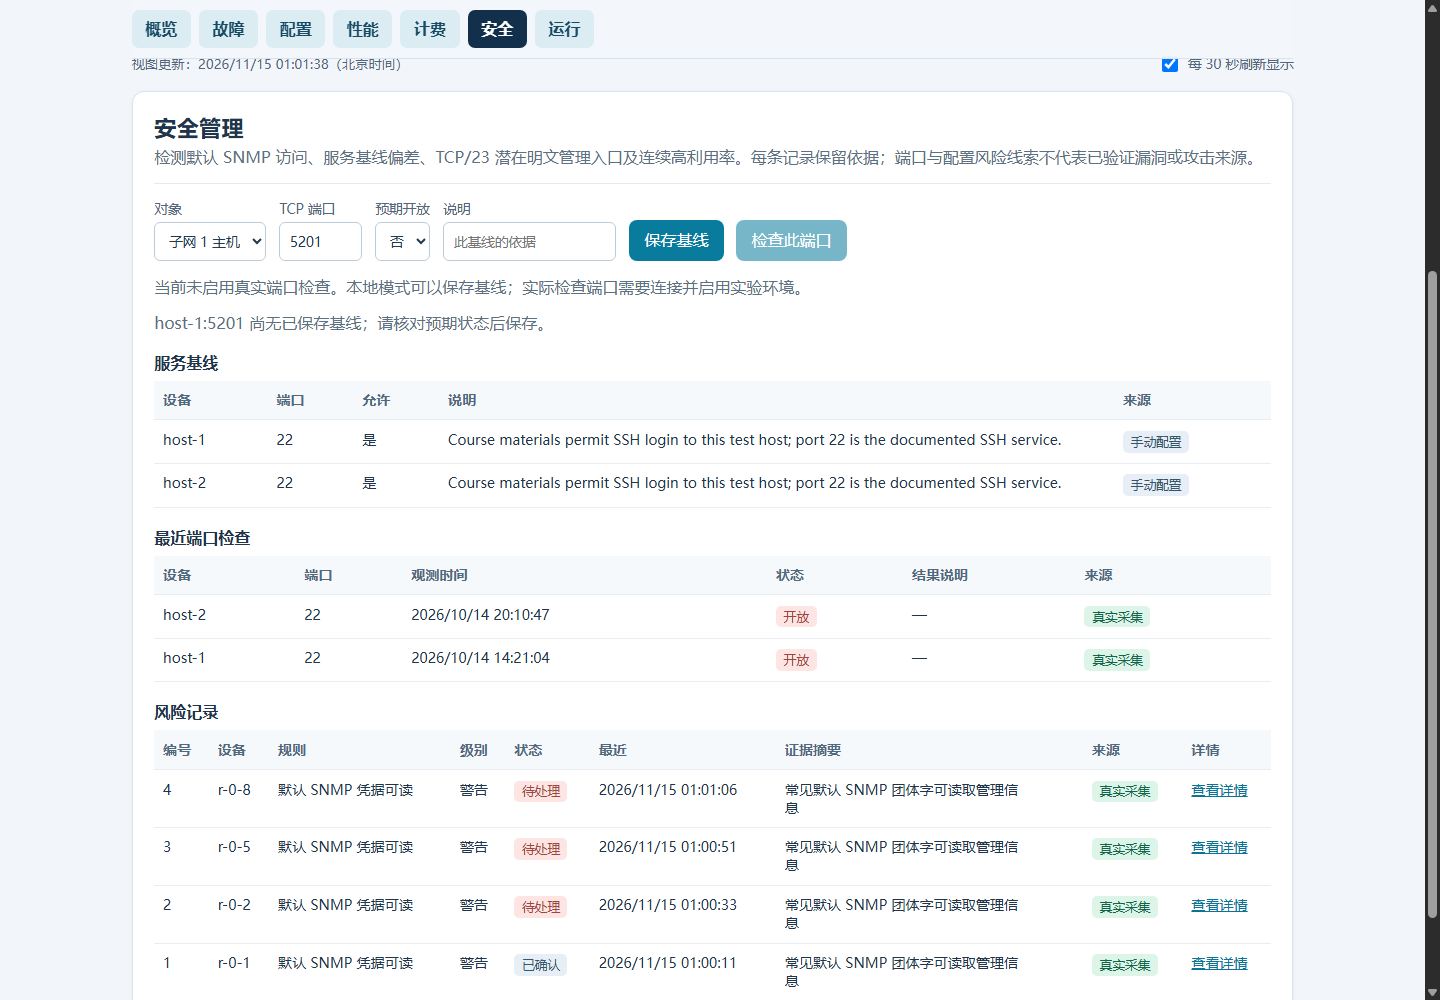 概览 故障 配置 性能 计费 安全 运行
视图更新：2026/11/15 01:01:38（北京时间） 每 30 秒刷新显示
安全管理
检测默认 SNMP 访问、服务基线偏差、TCP/23 潜在明文管理入口及连续高利用率。每条记录保留依据；端口与配置风险线索不代表已验证漏洞或攻击来源。
对象 TCP 端口 预期开放 说明
子网 1 主机 5201 否 此基线的依据 保存基线 检查此端口
当前未启用真实端口检查。本地模式可以保存基线；实际检查端口需要连接并启用实验环境。
host-1:5201 尚无已保存基线；请核对预期状态后保存。
服务基线
设备 端口 允许 说明 来源
host-1 22 是 Course materials permit SSH login to this test host; port 22 is the documented SSH service. 手动配置
host-2 22 是 Course materials permit SSH login to this test host; port 22 is the documented SSH service. 手动配置
最近端口检查
设备 端口 观测时间 状态 结果说明 来源
host-2 22 2026/10/14 20:10:47 开放 — 真实采集
host-1 22 2026/10/14 14:21:04 开放 — 真实采集
风险记录
编号 设备 规则 级别 状态 最近 证据摘要 来源 详情
4 r-0-8 默认 SNMP 凭据可读 警告 待处理 2026/11/15 01:01:06 常见默认 SNMP 团体字可读取管理信 真实采集 查看详情
息
3 r-0-5 默认 SNMP 凭据可读 警告 待处理 2026/11/15 01:00:51 常见默认 SNMP 团体字可读取管理信 真实采集 查看详情
息
2 r-0-2 默认 SNMP 凭据可读 警告 待处理 2026/11/15 01:00:33 常见默认 SNMP 团体字可读取管理信 真实采集 查看详情
息
1 r-0-1 默认 SNMP 凭据可读 警告 已确认 2026/11/15 01:00:11 常见默认 SNMP 团体字可读取管理信 真实采集 查看详情
息